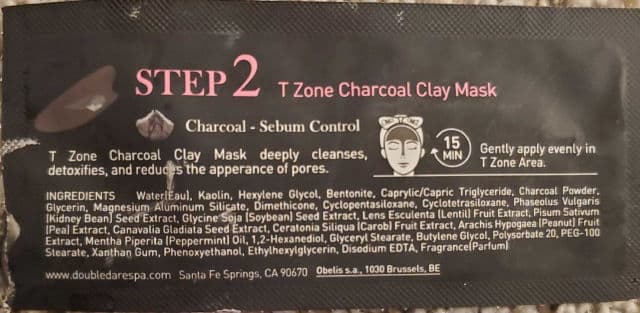 STEP 2 T Zone Charcoal Clay Mask
Charcoal - Sebum Control
T Zone Charcoal Clay Mask deeply cleanses,
detoxifies, and reduces the apperance of pores.
15
MIN
Gently apply evenly in
T Zone Area.
INGREDIENTS Water(Eau), Kaolin, Hexylene Glycol, Bentonite, Caprylic/Capric Triglyceride, Charcoal Powder,
Glycerin, Magnesium Aluminum Silicate, Dimethicone, Cyclopentasiloxane, Cyclotetrasiloxane, Phaseolus Vulgaris
(Kidney Bean) Seed Extract, Glycine Soja (Soybean) Seed Extract, Lens Esculenta (Lentil) Fruit Extract, Pisum Sativum
(Pea) Extract, Canavalia Gladiata Seed Extract, Ceratonia Siliqua (Carob) Fruit Extract, Arachis Hypogaea (Peanut) Fruit
Extract, Mentha Piperita (Peppermint) Oil, 1,2-Hexanediol, Glyceryl Stearate, Butylene Glycol, Polysorbate 20, PEG-100
Stearate, Xanthan Gum, Phenoxyethanol, Ethylhexylglycerin, Disodium EDTA, Fragrance(Parfum)
www.doubledarespa.com Santa Fe Springs, CA 90670 Obelis s.a., 1030 Brussels, BE